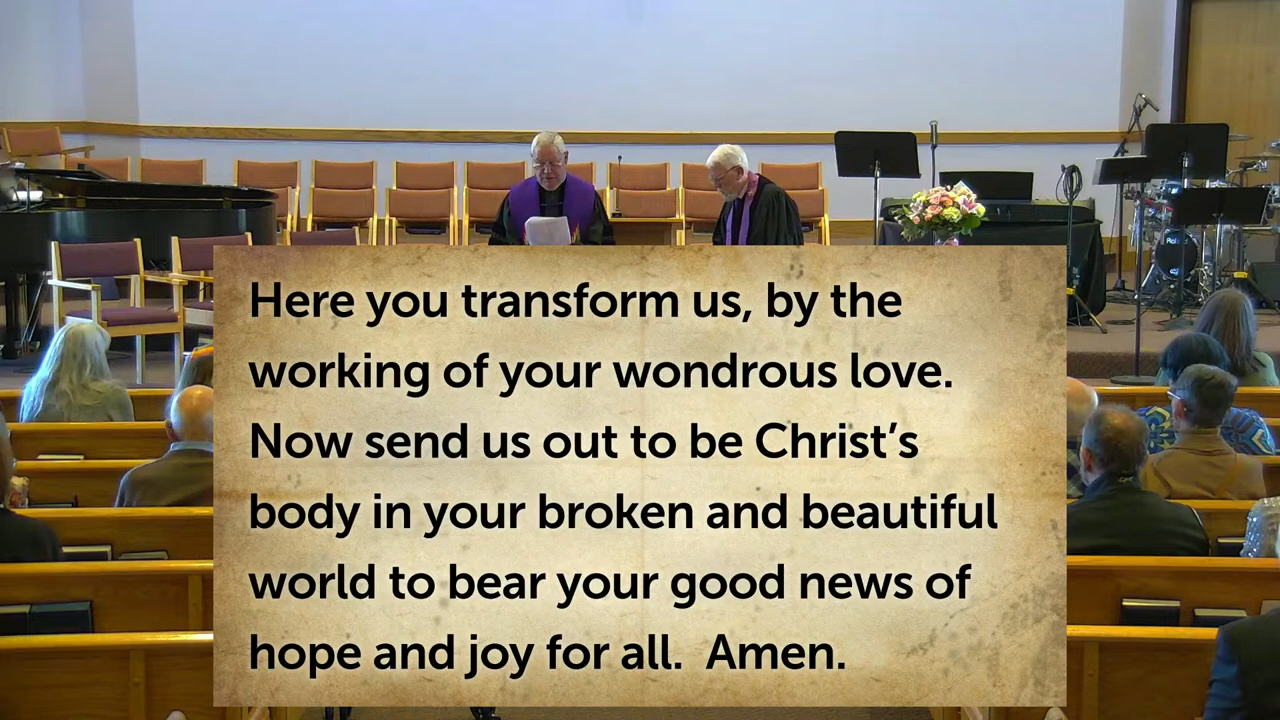 Here you transform us, by the
working of your wondrous love.
Now send us out to be Christ’s
body in your broken and beautiful
world to bear your good news of
hope and joy for all.  Amen.